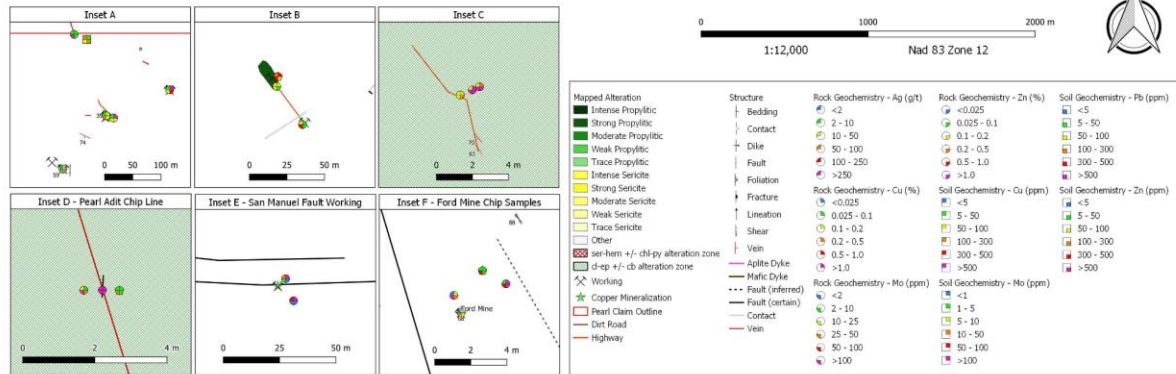 Inset A
0 50 100 m
74
Inset B
0 25 50 m
Inset C
0 2 4 m
Inset D - Pearl Adit Chip Line
0 2 4 m
Inset E - San Manuel Fault Working
0 25 50 m
Inset F - Ford Mine Chip Samples
88
Ford Mine
0 2 4 m
0 1000 2000 m
1:12,000 Nad 83 Zone 12
Mapped Alteration
Intense Propylitic
Strong Propylitic
Moderate Propylitic
Weak Propylitic
Trace Propylitic
Intense Sericite
Strong Sericite
Moderate Sericite
Weak Sericite
Trace Sericite
Other
ser-hem +/- chl-py alteration zone
cl-ep +/- cb alteration zone
Working
Copper Mineralization
Pearl Claim Outline
Dirt Road
Highway
Structure
Bedding
Contact
Dike
Fault
Foliation
Fracture
Lineation
Shear
Vein
Aplite Dyke
Mafic Dyke
Fault (inferred)
Fault (certain)
Contact
Vein
Rock Geochemistry - Ag (g/t)
<2
2 - 10
10 - 50
50 - 100
100 - 250
>250
Rock Geochemistry - Cu (%)
<0.025
0.025 - 0.1
0.1 - 0.2
0.2 - 0.5
0.5 - 1.0
>1.0
Rock Geochemistry - Mo (ppm)
<2
2 - 10
10 - 25
25 - 50
50 - 100
>100
Rock Geochemistry - Zn (%)
<0.025
0.025 - 0.1
0.1 - 0.2
0.2 - 0.5
0.5 - 1.0
>1.0
Soil Geochemistry - Cu (ppm)
<5
5 - 50
50 - 100
100 - 300
300 - 500
>500
Soil Geochemistry - Mo (ppm)
<1
1 - 5
5 - 10
10 - 50
50 - 100
>100
Soil Geochemistry - Pb (ppm)
<5
5 - 50
50 - 100
100 - 300
300 - 500
>500
Soil Geochemistry - Zn (ppm)
<5
5 - 50
50 - 100
100 - 300
300 - 500
>500